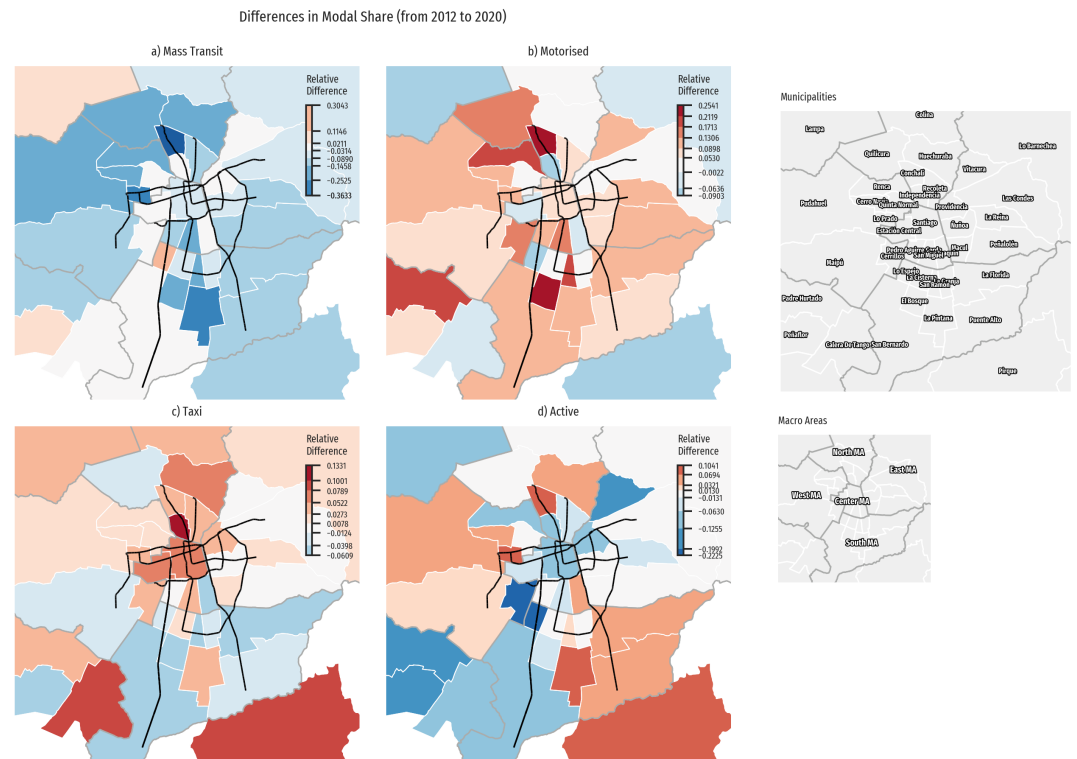 Differences in Modal Share (from 2012 to 2020)
a) Mass Transit
Relative
Difference
0.3043
0.1146
0.0211
−0.0314
−0.0890
−0.1458
−0.2525
−0.3633
b) Motorised
Relative
Difference
0.2541
0.2119
0.1713
0.1306
0.0898
0.0530
−0.0022
−0.0636
−0.0903
c) Taxi
Relative
Difference
0.1331
0.1001
0.0789
0.0522
0.0273
0.0078
−0.0124
−0.0398
−0.0609
d) Active
Relative
Difference
0.1041
0.0694
0.0321
0.0130
−0.0131
−0.0630
−0.1255
−0.1992
−0.2225
Municipalities
Colina
Lampa
Lo Barnechea
Quilicura
Huechuraba
Vitacura
Conchalí
Renca
Recoleta
Independencia
Las Condes
Pudahuel
Cerro Navia
Quinta Normal
Providencia
Lo Prado
Santiago
La Reina
Ñuñoa
Estación Central
Peñalolén
Macul
Pedro Aguirre Cerda
San Miguel
Cerrillos
Maipú
Lo Espejo
La Cisterna
La Florida
San Ramón
Padre Hurtado
El Bosque
La Pintana
Puente Alto
Peñaflor
Calera De Tango
San Bernardo
Pirque
Macro Areas
North MA
East MA
West MA
Center MA
South MA